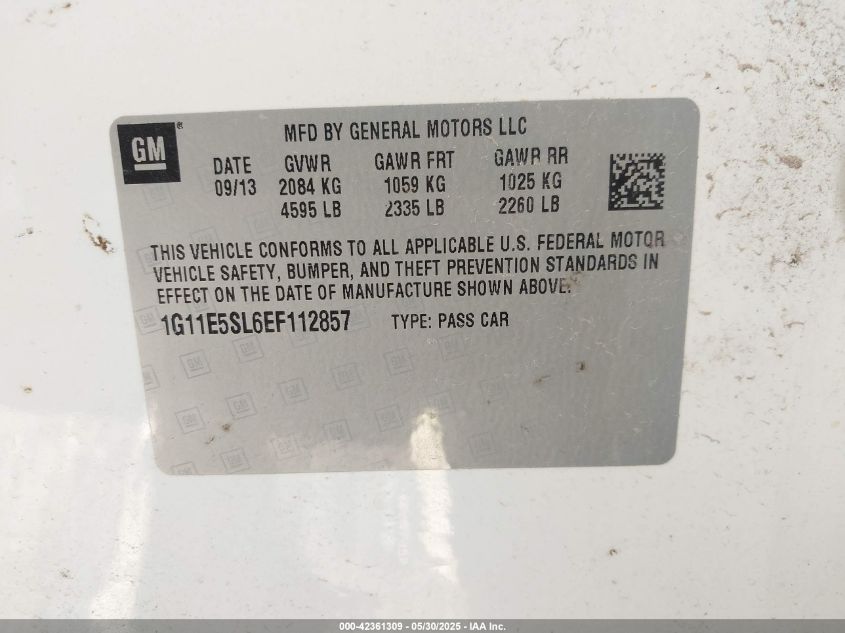 GM ®
MFD BY GENERAL MOTORS LLC
DATE GVWR GAWR FRT GAWR RR
09/13 2084 KG 1059 KG 1025 KG
4595 LB 2335 LB 2260 LB
THIS VEHICLE CONFORMS TO ALL APPLICABLE U.S. FEDERAL MOTOR
VEHICLE SAFETY, BUMPER, AND THEFT PREVENTION STANDARDS IN
EFFECT ON THE DATE OF MANUFACTURE SHOWN ABOVE.
1G11E5SL6EF112857 TYPE: PASS CAR
000-42361309 - 05/30/2025 - IAA Inc.